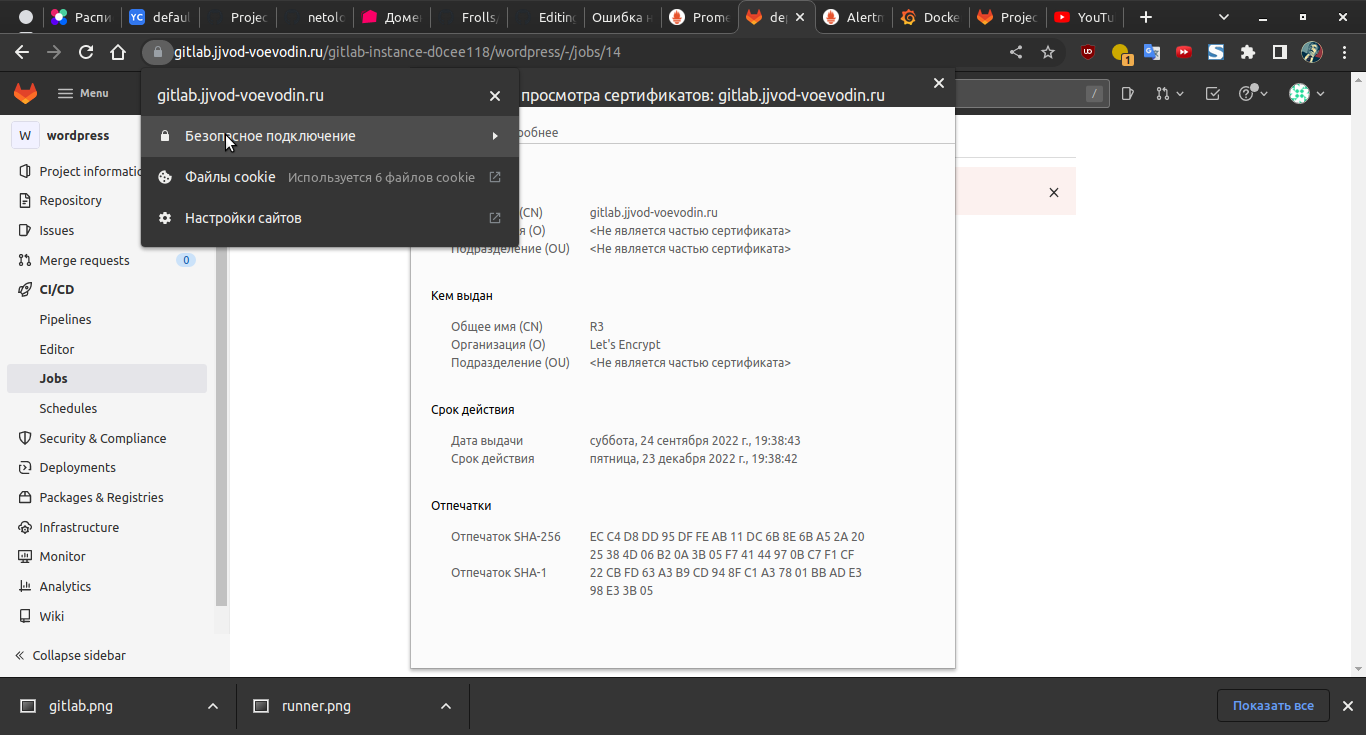 Распи
defaul
Projec
netolo
Домен
Frolls/
Editing
Ошибка н
Prome
dep
Alertm
Docke
Projec
YouTu
gitlab.jjvod-voevodin.ru/gitlab-instance-d0cee118/wordpress/-/jobs/14
1
Menu
gitlab.jjvod-voevodin.ru
просмотра сертификатов: gitlab.jjvod-voevodin.ru
/
W wordpress
Безопасное подключение
робнее
Файлы cookie Используется 6 файлов cookie
Настройки сайтов
Project informatio
Repository
Issues
Merge requests 0
CI/CD
Pipelines
Editor
Jobs
Schedules
Security & Compliance
Deployments
Packages & Registries
Infrastructure
Monitor
Analytics
Wiki
Collapse sidebar
(CN) gitlab.jjvod-voevodin.ru
я (O) <Не является частью сертификата>
Подразделение (OU) <Не является частью сертификата>
Кем выдан
Общее имя (CN) R3
Организация (O) Let's Encrypt
Подразделение (OU) <Не является частью сертификата>
Срок действия
Дата выдачи суббота, 24 сентября 2022 г., 19:38:43
Срок действия пятница, 23 декабря 2022 г., 19:38:42
Отпечатки
Отпечаток SHA-256 EC C4 D8 DD 95 DF FE AB 11 DC 6B 8E 6B A5 2A 20
25 38 4D 06 B2 0A 3B 05 F7 41 44 97 0B C7 F1 CF
Отпечаток SHA-1 22 CB FD 63 A3 B9 CD 94 8F C1 A3 78 01 BB AD E3
98 E3 3B 05
gitlab.png
runner.png
Показать все